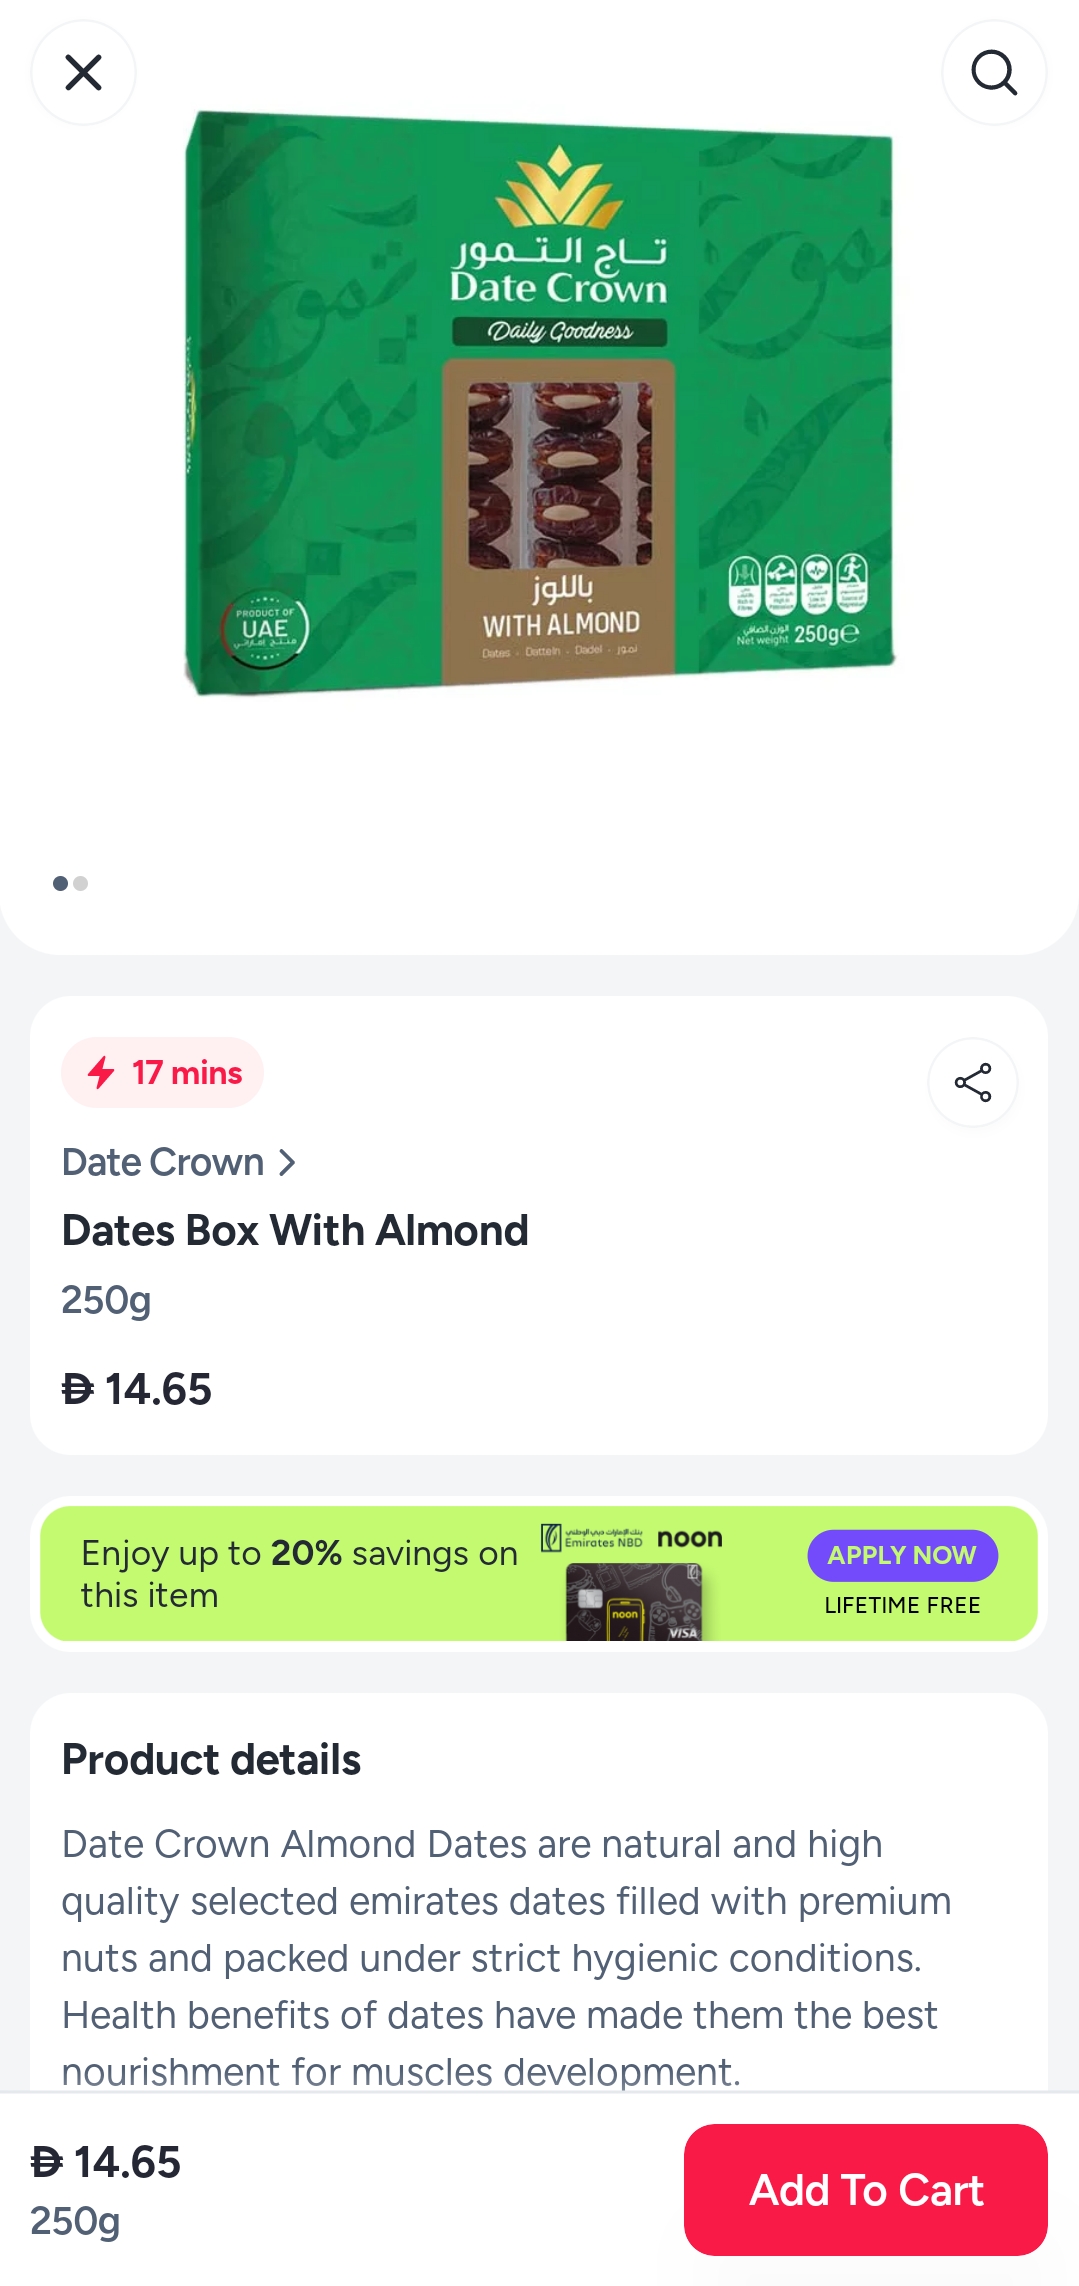 تاج التمور
Date Crown
Daily Goodness
باللوز
WITH ALMOND
Dates . Datteln . Dadel . تمور
PRODUCT OF
UAE
منتج إماراتي
الوزن الصافي
Net weight 250g℮
17 mins
Date Crown
Dates Box With Almond
250g
14.65
Enjoy up to 20% savings on
this item
بنك الإمارات دبي الوطني
Emirates NBD
noon
noon
VISA
APPLY NOW
LIFETIME FREE
Product details
Date Crown Almond Dates are natural and high
quality selected emirates dates filled with premium
nuts and packed under strict hygienic conditions.
Health benefits of dates have made them the best
nourishment for muscles development.
14.65
250g
Add To Cart